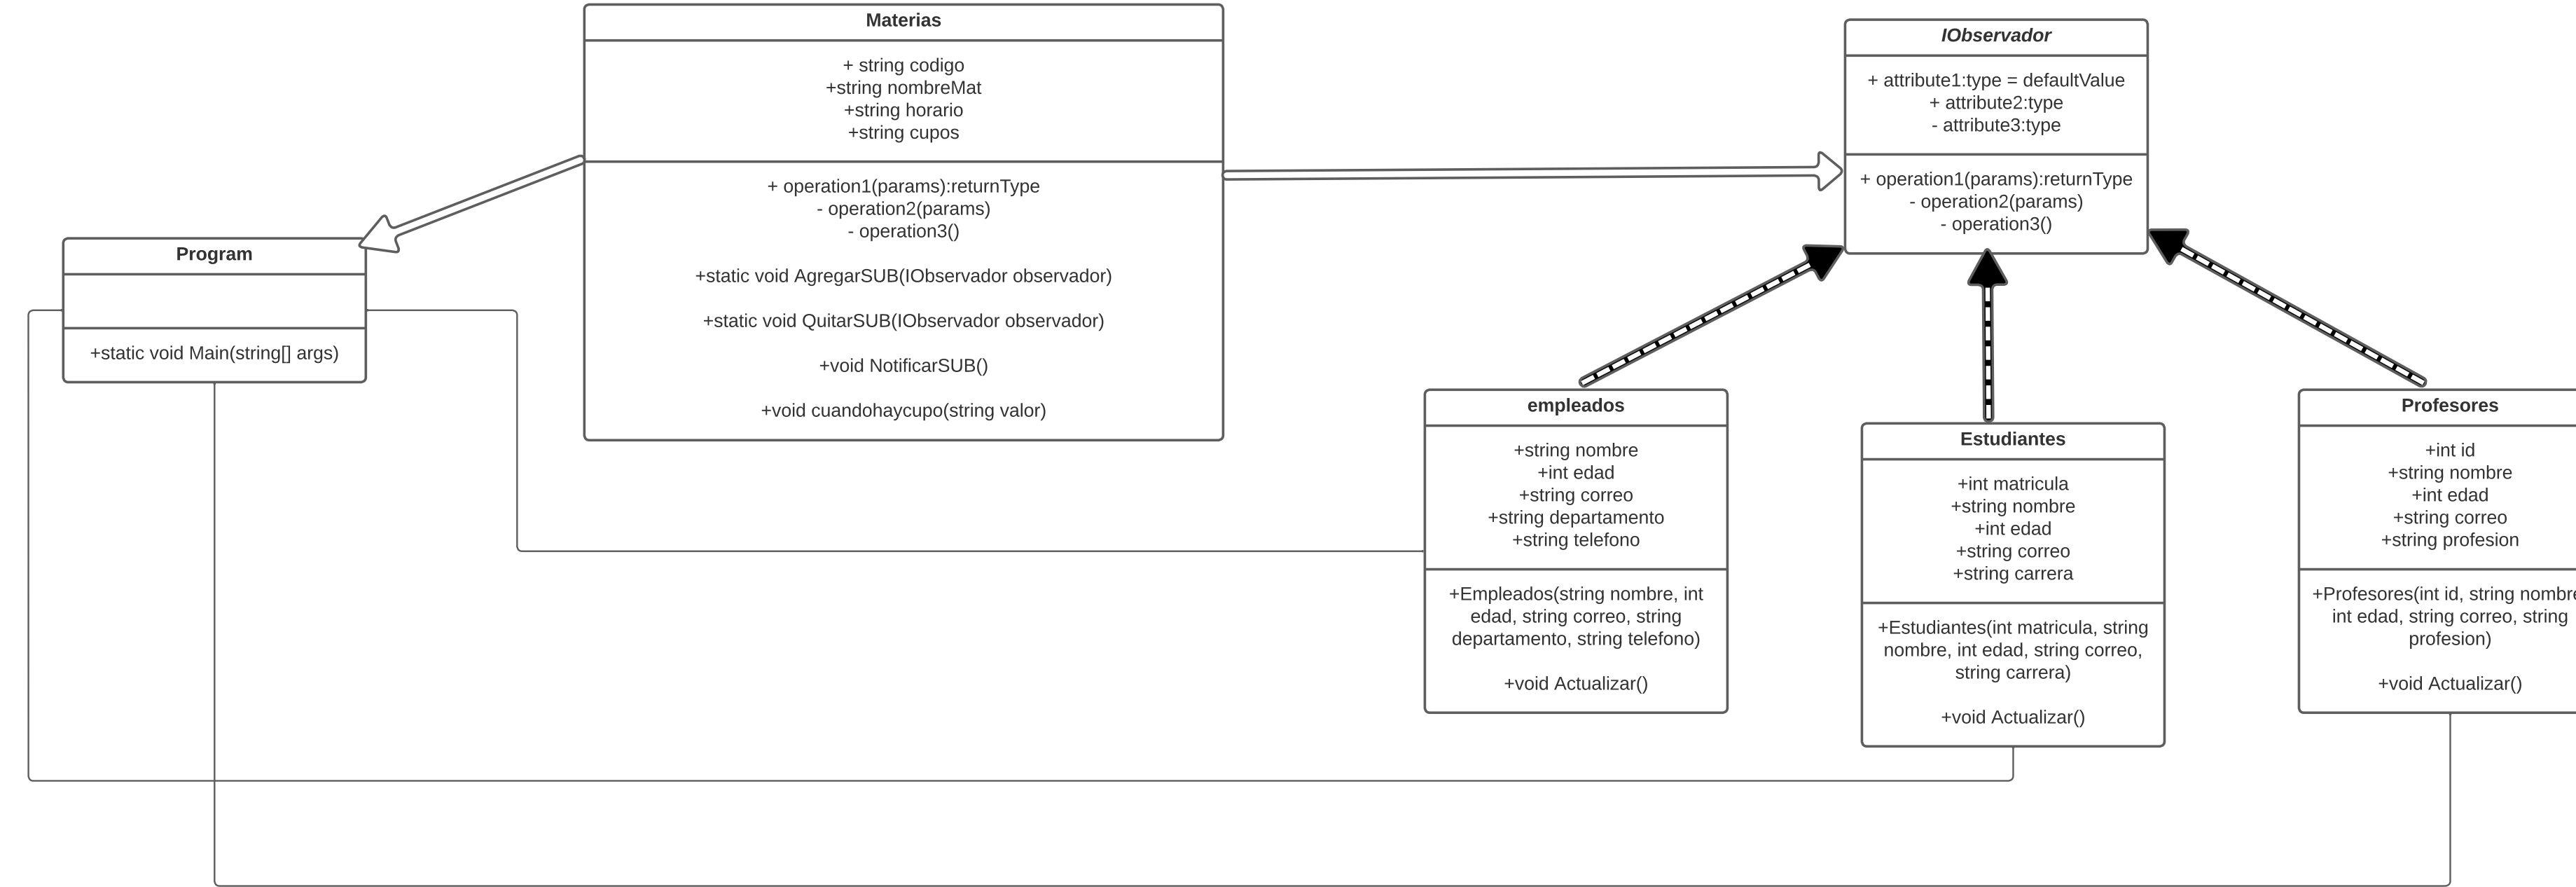 Materias
+ string codigo
+string nombreMat
+string horario
+string cupos
+ operation1(params):returnType
- operation2(params)
- operation3()
+static void AgregarSUB(IObservador observador)
+static void QuitarSUB(IObservador observador)
+void NotificarSUB()
+void cuandohaycupo(string valor)
IObservador
+ attribute1:type = defaultValue
+ attribute2:type
- attribute3:type
+ operation1(params):returnType
- operation2(params)
- operation3()
Program
+static void Main(string[] args)
empleados
+string nombre
+int edad
+string correo
+string departamento
+string telefono
+Empleados(string nombre, int
edad, string correo, string
departamento, string telefono)
+void Actualizar()
Estudiantes
+int matricula
+string nombre
+int edad
+string correo
+string carrera
+Estudiantes(int matricula, string
nombre, int edad, string correo,
string carrera)
+void Actualizar()
Profesores
+int id
+string nombre
+int edad
+string correo
+string profesion
+Profesores(int id, string nombre
int edad, string correo, string
profesion)
+void Actualizar()